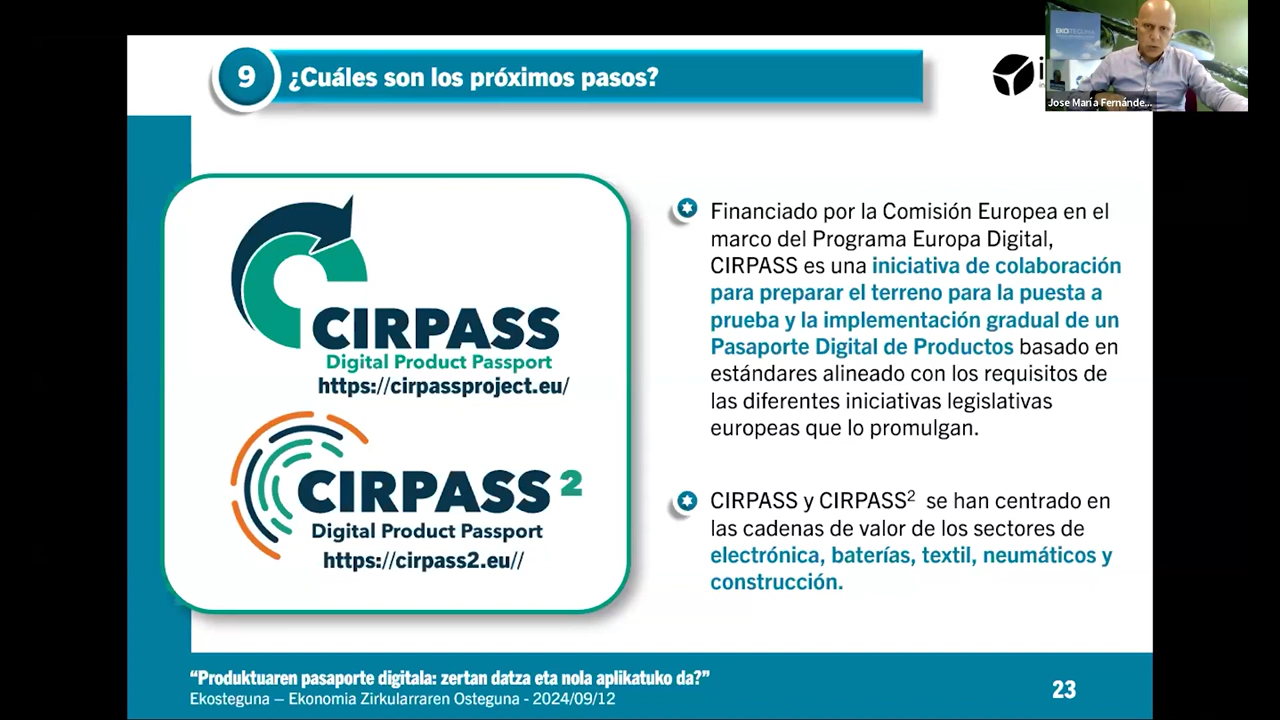 9 ¿Cuáles son los próximos pasos?
EKOSTEGUNA
Jose María Fernánde...
CIRPASS
Digital Product Passport
https://cirpassproject.eu/
CIRPASS 2
Digital Product Passport
https://cirpass2.eu//
Financiado por la Comisión Europea en el
marco del Programa Europa Digital,
CIRPASS es una iniciativa de colaboración
para preparar el terreno para la puesta a
prueba y la implementación gradual de un
Pasaporte Digital de Productos basado en
estándares alineado con los requisitos de
las diferentes iniciativas legislativas
europeas que lo promulgan.
CIRPASS y CIRPASS² se han centrado en
las cadenas de valor de los sectores de
electrónica, baterías, textil, neumáticos y
construcción.
“Produktuaren pasaporte digitala: zertan datza eta nola aplikatuko da?”
Ekosteguna – Ekonomia Zirkularraren Osteguna - 2024/09/12
23